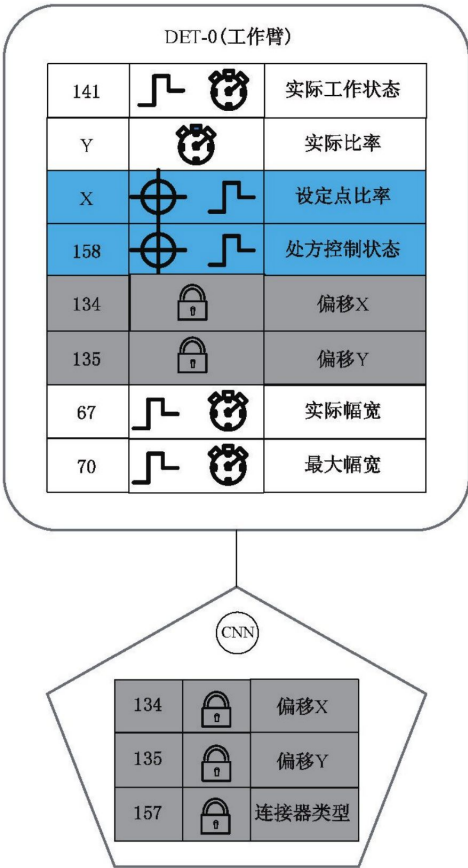 DET-0(工作臂)
141 实际工作状态
Y 实际比率
X 设定点比率
158 处方控制状态
134 偏移X
135 偏移Y
67 实际幅宽
70 最大幅宽
CNN
134 偏移X
135 偏移Y
157 连接器类型